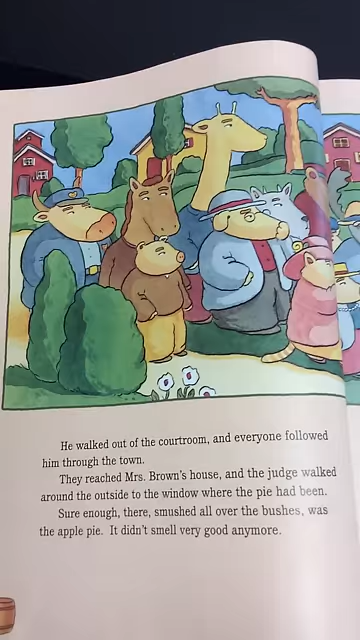 He walked out of the courtroom, and everyone followed
him through the town.
They reached Mrs. Brown's house, and the judge walked
around the outside to the window where the pie had been.
Sure enough, there, smushed all over the bushes, was
the apple pie. It didn't smell very good anymore.